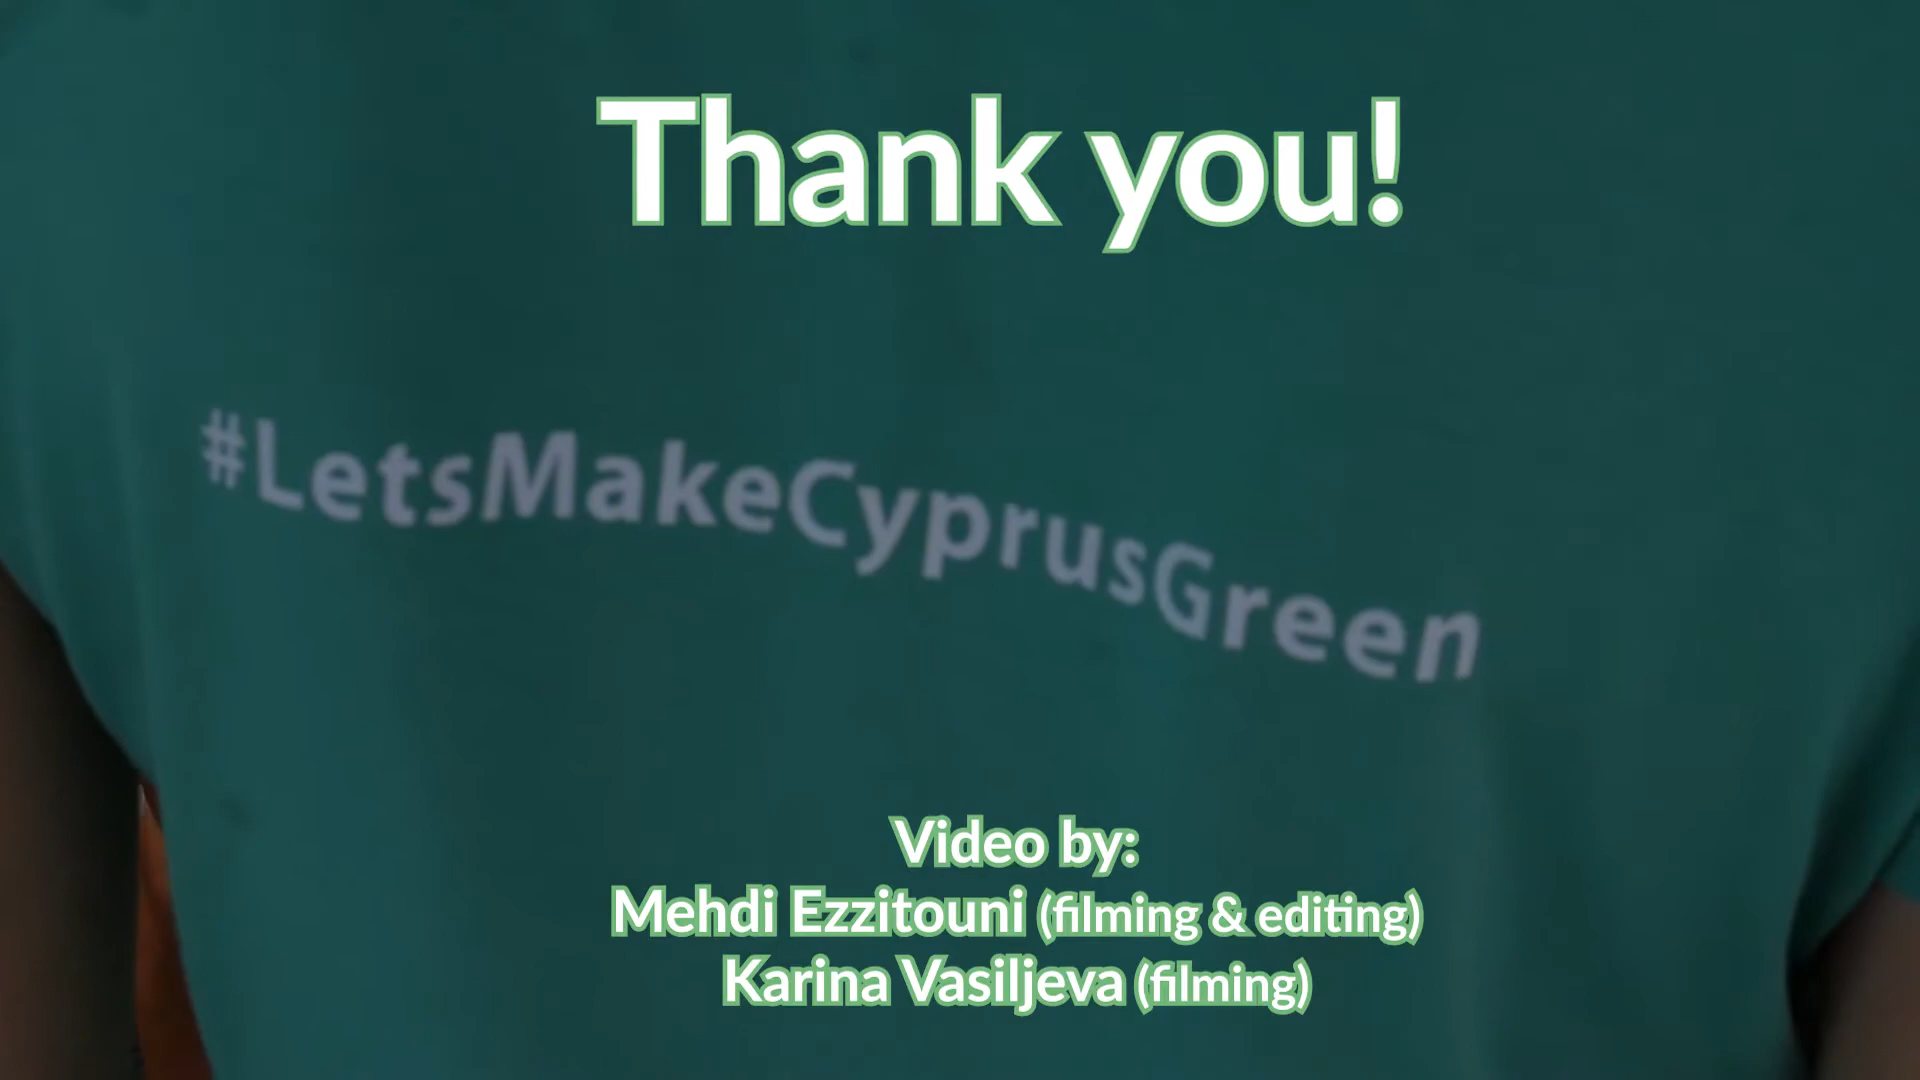 Thank you!
#LetsMakeCyprusGreen
Video by:
Mehdi Ezzitouni (filming & editing)
Karina Vasiljeva (filming)